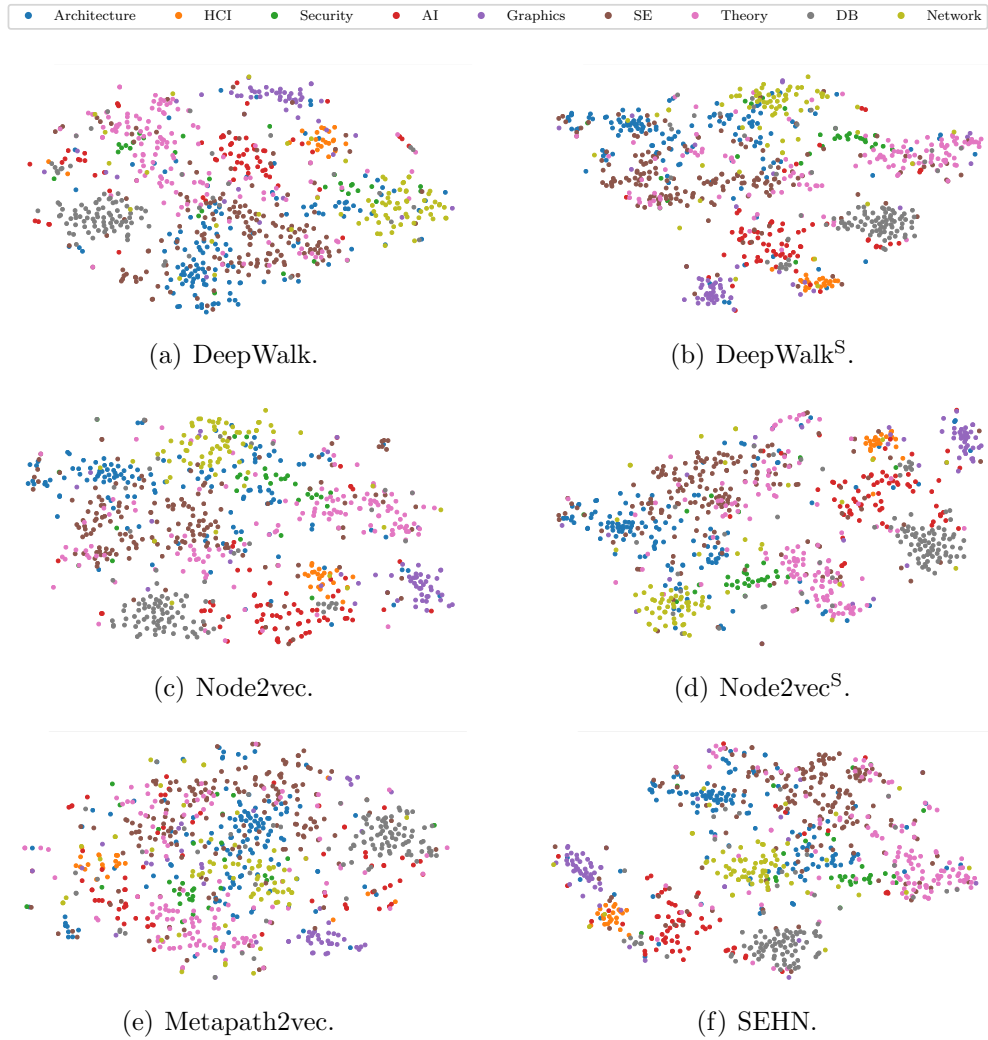 Architecture HCI Security AI Graphics SE Theory DB Network
(a) DeepWalk. (b) DeepWalkS.
(c) Node2vec. (d) Node2vecS.
(e) Metapath2vec. (f) SEHN.